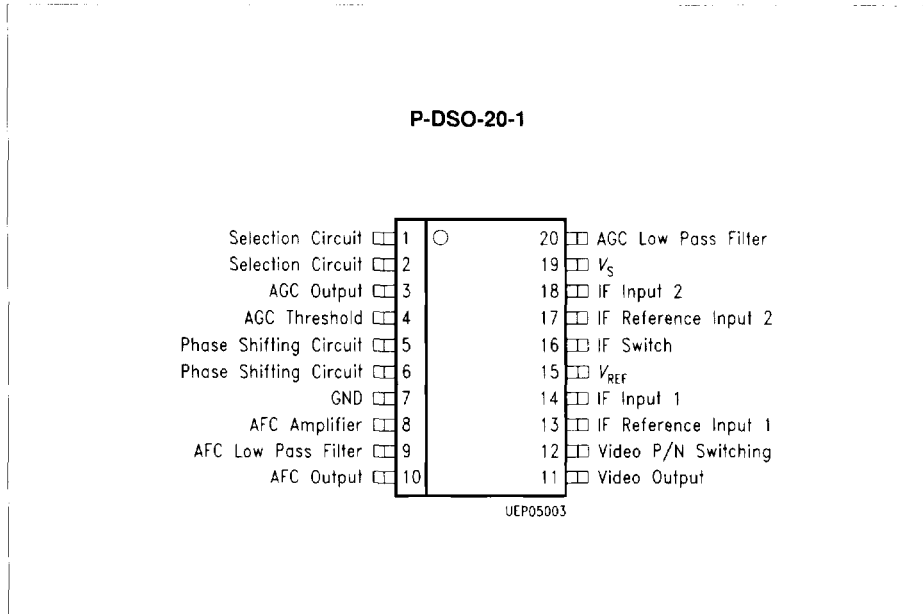 P-DSO-20-1
Selection Circuit 1 20 AGC Low Pass Filter
Selection Circuit 2 19 VS
AGC Output 3 18 IF Input 2
AGC Threshold 4 17 IF Reference Input 2
Phase Shifting Circuit 5 16 IF Switch
Phase Shifting Circuit 6 15 VREF
GND 7 14 IF Input 1
AFC Amplifier 8 13 IF Reference Input 1
AFC Low Pass Filter 9 12 Video P/N Switching
AFC Output 10 11 Video Output
UEP05003